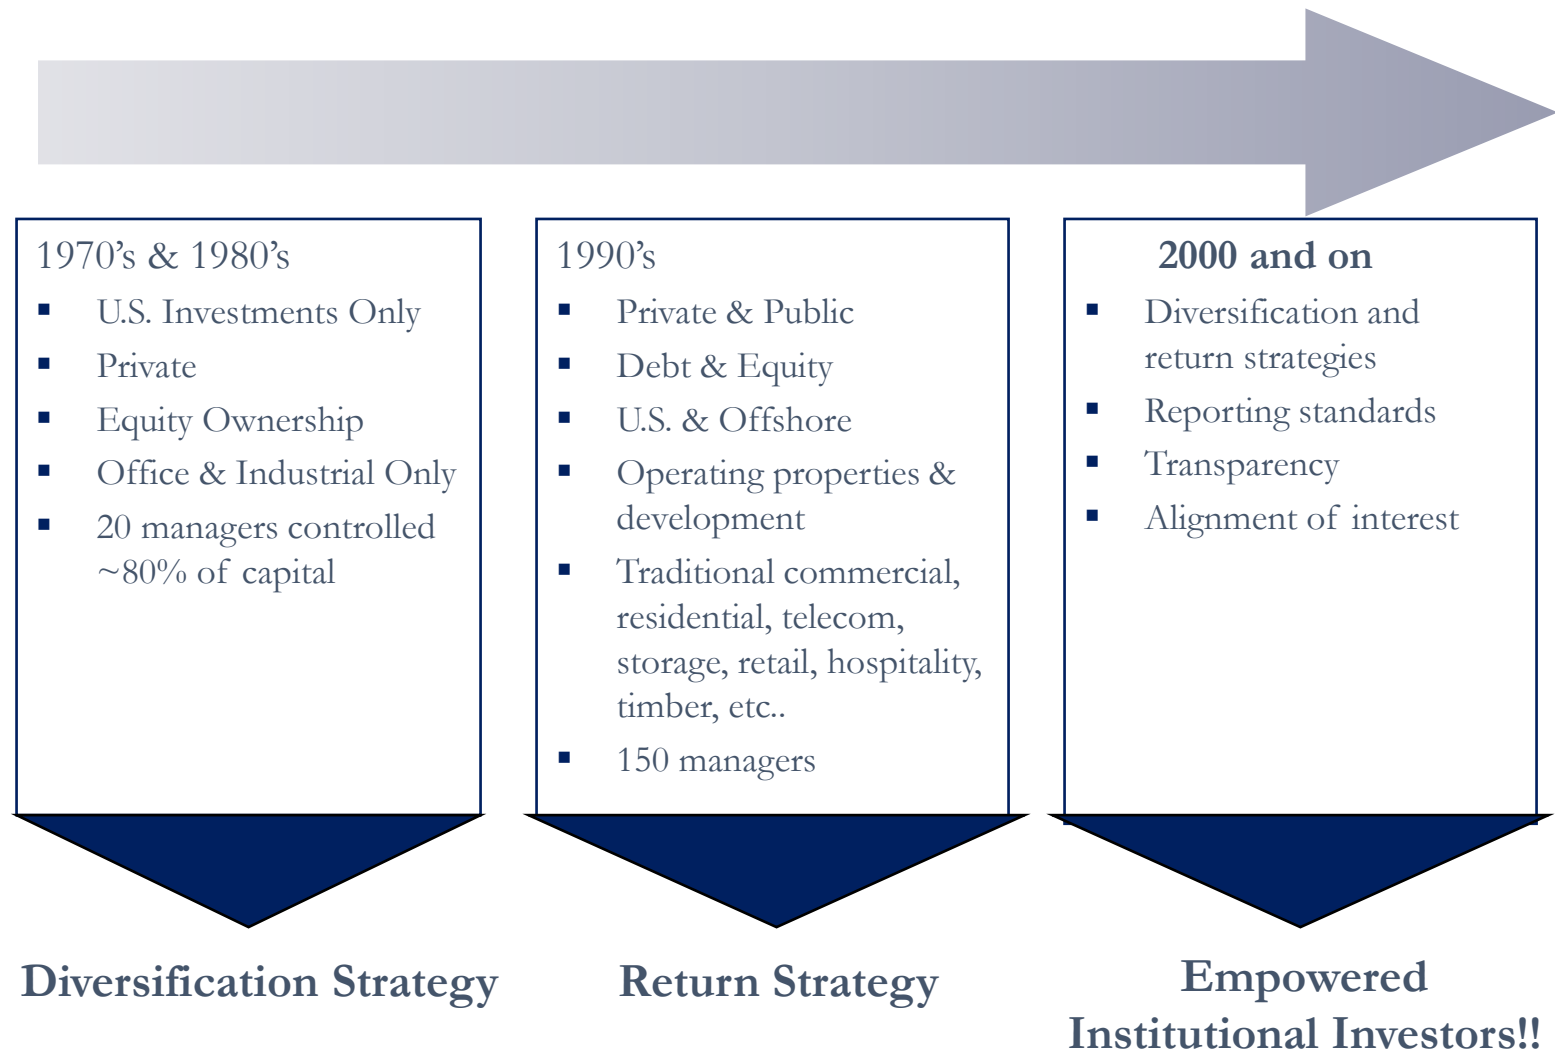 1970’s & 1980’s
▪ U.S. Investments Only
▪ Private
▪ Equity Ownership
▪ Office & Industrial Only
▪ 20 managers controlled
~80% of capital
Diversification Strategy
1990’s
▪ Private & Public
▪ Debt & Equity
▪ U.S. & Offshore
▪ Operating properties &
development
▪ Traditional commercial,
residential, telecom,
storage, retail, hospitality,
timber, etc..
▪ 150 managers
Return Strategy
2000 and on
▪ Diversification and
return strategies
▪ Reporting standards
▪ Transparency
▪ Alignment of interest
Empowered
Institutional Investors!!